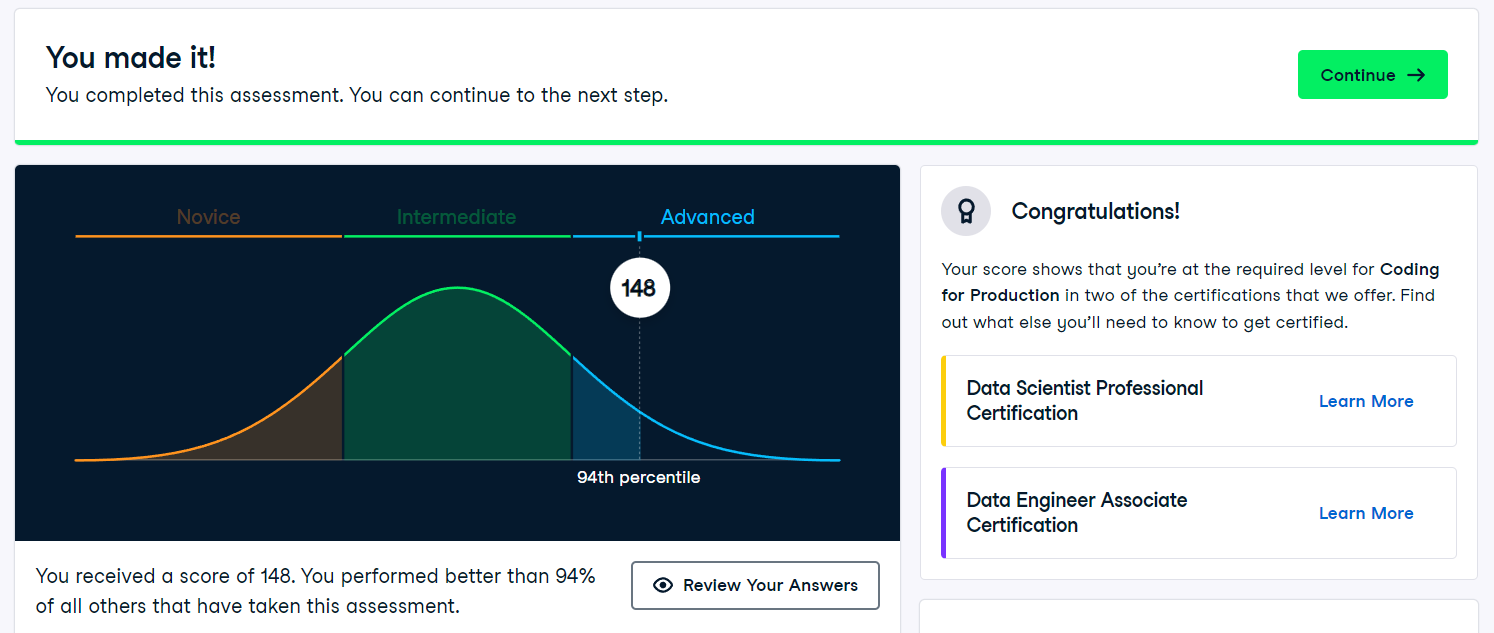 You made it!
You completed this assessment. You can continue to the next step.
Continue →
Novice
Intermediate
Advanced
148
94th percentile
You received a score of 148. You performed better than 94%
of all others that have taken this assessment.
Review Your Answers
Congratulations!
Your score shows that you’re at the required level for Coding
for Production in two of the certifications that we offer. Find
out what else you’ll need to know to get certified.
Data Scientist Professional
Certification
Learn More
Data Engineer Associate
Certification
Learn More